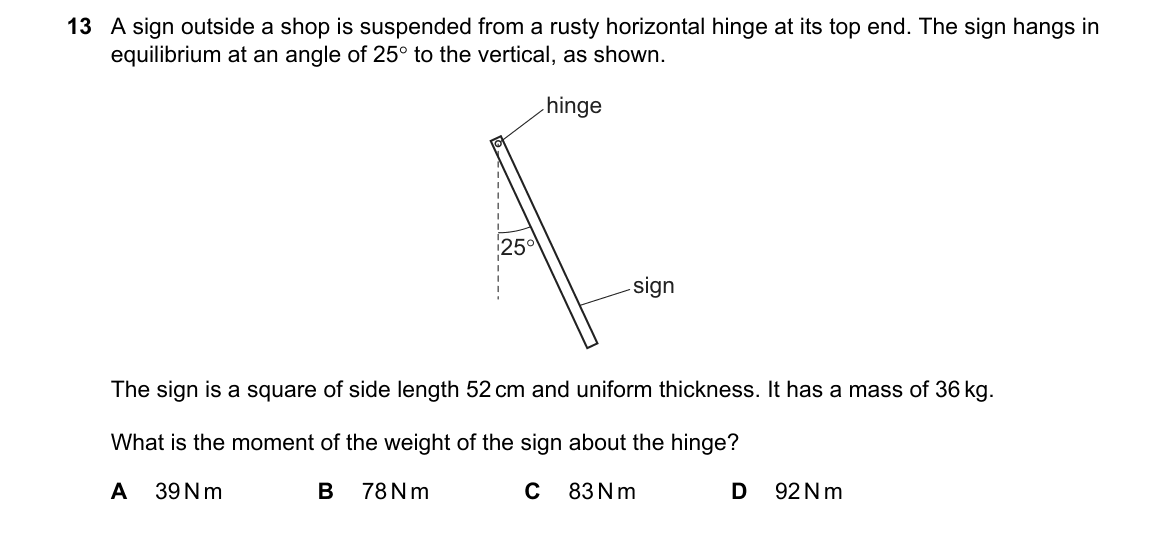 13 A sign outside a shop is suspended from a rusty horizontal hinge at its top end. The sign hangs in
equilibrium at an angle of 25° to the vertical, as shown.
hinge
25°
sign
The sign is a square of side length 52 cm and uniform thickness. It has a mass of 36 kg.
What is the moment of the weight of the sign about the hinge?
A 39 N m B 78 N m C 83 N m D 92 N m